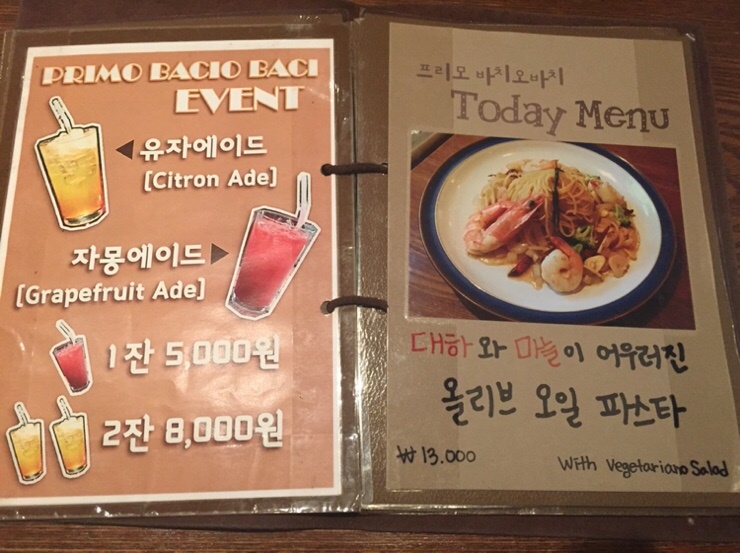 PRIMO BACIO BACI
EVENT
유자에이드
[Citron Ade]
자몽에이드
[Grapefruit Ade]
1잔 5,000원
2잔 8,000원
프리모 바치오바치
Today Menu
대하와 마늘이 어우러진
올리브 오일 파스타
₩13.000
With Vegetariano Salad